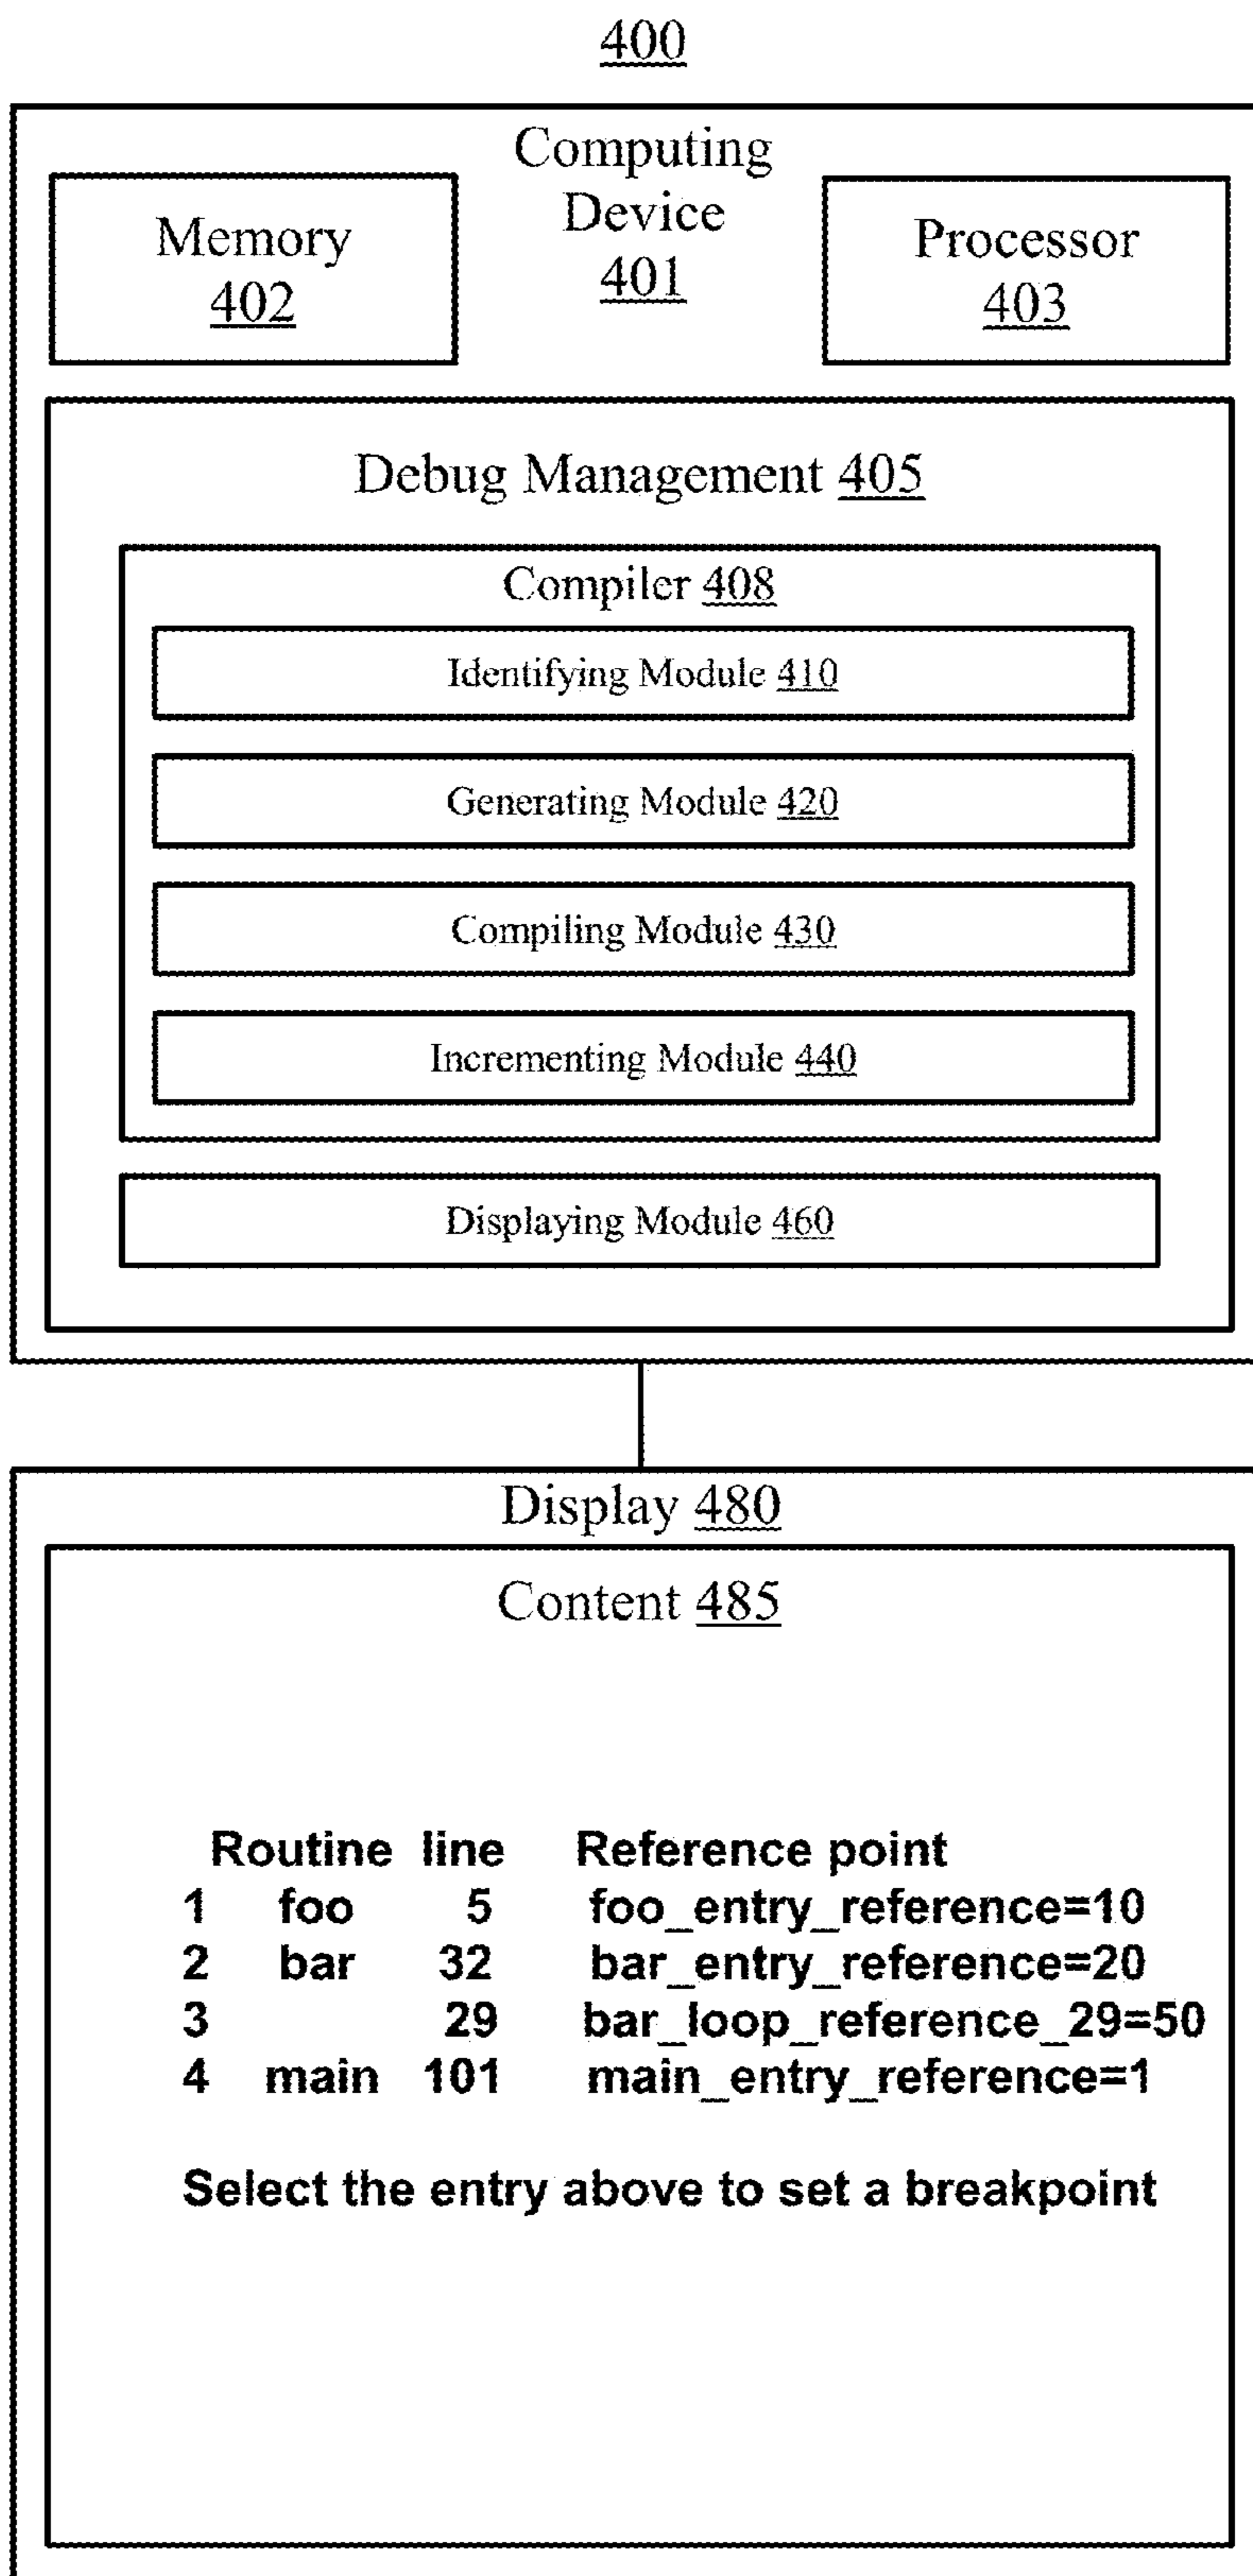 400
Computing
Device
401
Memory
402
Processor
403
Debug Management 405
Compiler 408
Identifying Module 410
Generating Module 420
Compiling Module 430
Incrementing Module 440
Displaying Module 460
Display 480
Content 485
Routine line Reference point
1 foo 5 foo_entry_reference=10
2 bar 32 bar_entry_reference=20
3 29 bar_loop_reference_29=50
4 main 101 main_entry_reference=1
Select the entry above to set a breakpoint